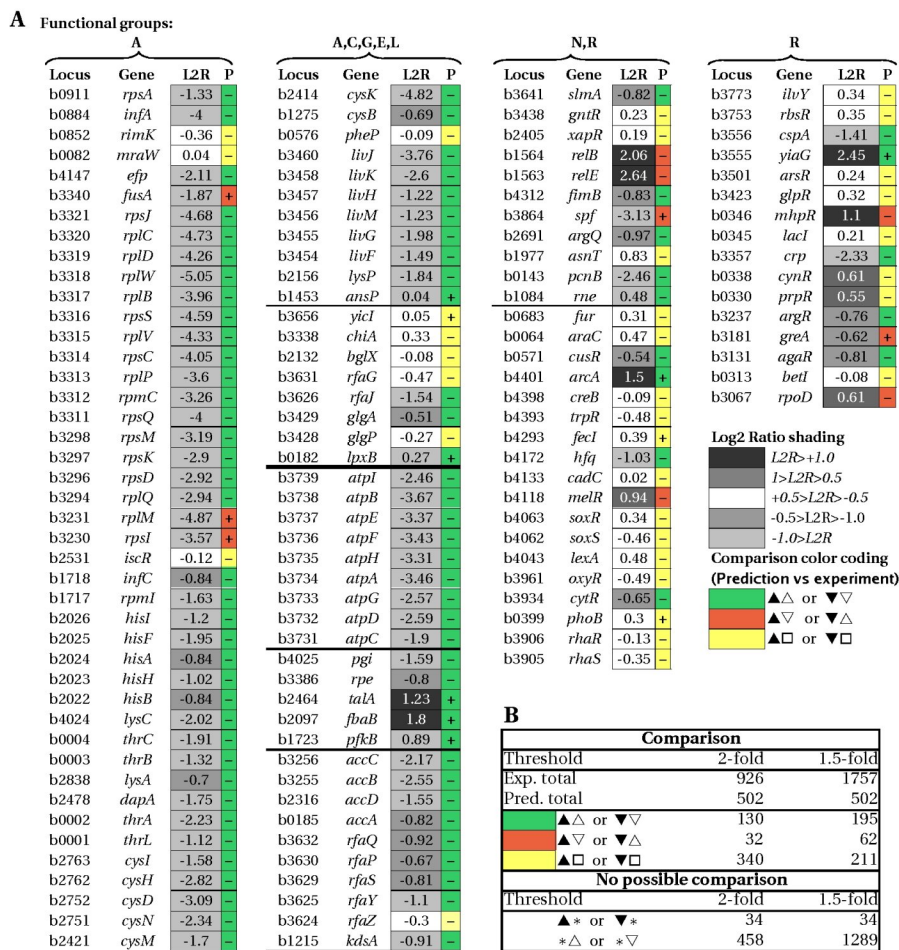 A Functional groups:
A
Locus Gene L2R P
b0911 rpsA -1.33 −
b0884 infA -4 −
b0852 rimK -0.36 −
b0082 mraW 0.04 −
b4147 efp -2.11 −
b3340 fusA -1.87 +
b3321 rpsJ -4.68 −
b3320 rplC -4.73 −
b3319 rplD -4.26 −
b3318 rplW -5.05 −
b3317 rplB -3.96 −
b3316 rpsS -4.59 −
b3315 rplV -4.33 −
b3314 rpsC -4.05 −
b3313 rplP -3.6 −
b3312 rpmC -3.26 −
b3311 rpsQ -4 −
b3298 rpsM -3.19 −
b3297 rpsK -2.9 −
b3296 rpsD -2.92 −
b3294 rplQ -2.94 −
b3231 rplM -4.87 +
b3230 rpsI -3.57 +
b2531 iscR -0.12 −
b1718 infC -0.84 −
b1717 rpmI -1.63 −
b2026 hisI -1.2 −
b2025 hisF -1.95 −
b2024 hisA -0.84 −
b2023 hisH -1.02 −
b2022 hisB -0.84 −
b4024 lysC -2.02 −
b0004 thrC -1.91 −
b0003 thrB -1.32 −
b2838 lysA -0.7 −
b2478 dapA -1.75 −
b0002 thrA -2.23 −
b0001 thrL -1.12 −
b2763 cysI -1.58 −
b2762 cysH -2.82 −
b2752 cysD -3.09 −
b2751 cysN -2.34 −
b2421 cysM -1.7 −
A,C,G,E,L
Locus Gene L2R P
b2414 cysK -4.82 −
b1275 cysB -0.69 −
b0576 pheP -0.09 −
b3460 livJ -3.76 −
b3458 livK -2.6 −
b3457 livH -1.22 −
b3456 livM -1.23 −
b3455 livG -1.98 −
b3454 livF -1.49 −
b2156 lysP -1.84 −
b1453 ansP 0.04 +
b3656 yicI 0.05 +
b3338 chiA 0.33 −
b2132 bglX -0.08 −
b3631 rfaG -0.47 −
b3626 rfaJ -1.54 −
b3429 glgA -0.51 −
b3428 glgP -0.27 −
b0182 lpxB 0.27 +
b3739 atpI -2.46 −
b3738 atpB -3.67 −
b3737 atpE -3.37 −
b3736 atpF -3.43 −
b3735 atpH -3.31 −
b3734 atpA -3.46 −
b3733 atpG -2.57 −
b3732 atpD -2.59 −
b3731 atpC -1.9 −
b4025 pgi -1.59 −
b3386 rpe -0.8 −
b2464 talA 1.23 +
b2097 fbaB 1.8 +
b1723 pfkB 0.89 +
b3256 accC -2.17 −
b3255 accB -2.55 −
b2316 accD -1.55 −
b0185 accA -0.82 −
b3632 rfaQ -0.92 −
b3630 rfaP -0.67 −
b3629 rfaS -0.81 −
b3625 rfaY -1.1 −
b3624 rfaZ -0.3 −
b1215 kdsA -0.91 −
N,R
Locus Gene L2R P
b3641 slmA -0.82 −
b3438 gntR 0.23 −
b2405 xapR 0.19 −
b1564 relB 2.06 −
b1563 relE 2.64 −
b4312 fimB -0.83 −
b3864 spf -3.13 +
b2691 argQ -0.97 −
b1977 asnT 0.83 −
b0143 pcnB -2.46 −
b1084 rne 0.48 −
b0683 fur 0.31 −
b0064 araC 0.47 −
b0571 cusR -0.54 −
b4401 arcA 1.5 +
b4398 creB -0.09 −
b4393 trpR -0.48 −
b4293 fecI 0.39 +
b4172 hfq -1.03 −
b4133 cadC 0.02 −
b4118 melR 0.94 −
b4063 soxR 0.34 −
b4062 soxS -0.46 −
b4043 lexA 0.48 −
b3961 oxyR -0.49 −
b3934 cytR -0.65 −
b0399 phoB 0.3 +
b3906 rhaR -0.13 −
b3905 rhaS -0.35 −
R
Locus Gene L2R P
b3773 ilvY 0.34 −
b3753 rbsR 0.35 −
b3556 cspA -1.41 −
b3555 yiaG 2.45 +
b3501 arsR 0.24 −
b3423 glpR 0.32 −
b0346 mhpR 1.1 −
b0345 lacI 0.21 −
b3357 crp -2.33 −
b0338 cynR 0.61 −
b0330 prpR 0.55 −
b3237 argR -0.76 −
b3181 greA -0.62 +
b3131 agaR -0.81 −
b0313 betI -0.08 −
b3067 rpoD 0.61 −
Log2 Ratio shading
L2R>+1.0
1>L2R>0.5
+0.5>L2R>-0.5
-0.5>L2R>-1.0
-1.0>L2R
Comparison color coding
(Prediction vs experiment)
▲△ or ▼▽
▲▽ or ▼△
▲□ or ▼□
B
Comparison
Threshold 2-fold 1.5-fold
Exp. total 926 1757
Pred. total 502 502
▲△ or ▼▽ 130 195
▲▽ or ▼△ 32 62
▲□ or ▼□ 340 211
No possible comparison
Threshold 2-fold 1.5-fold
▲* or ▼* 34 34
*△ or *▽ 458 1289